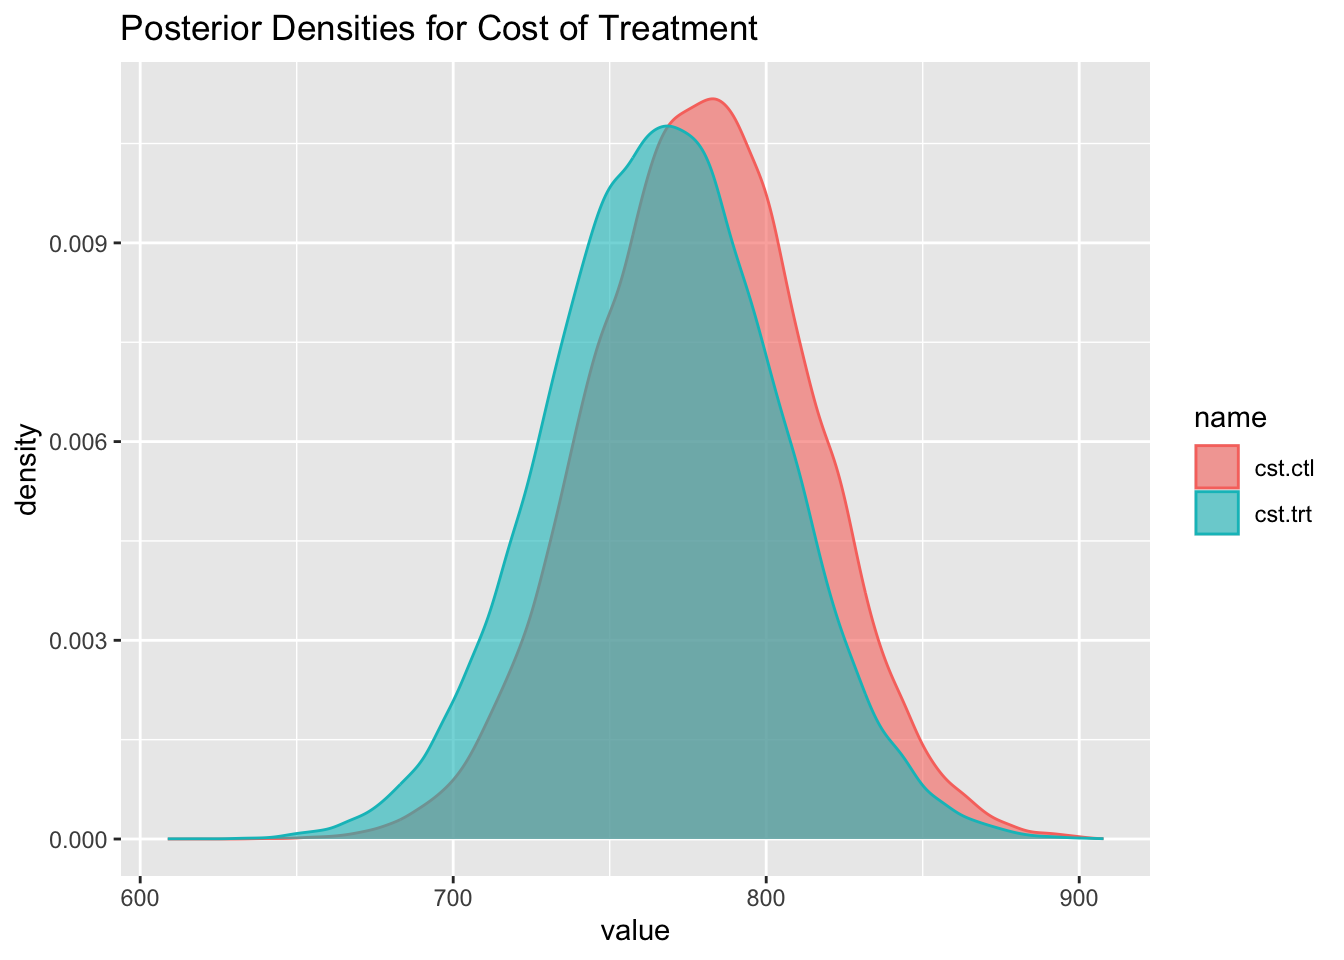 Posterior Densities for Cost of Treatment
density
0.009
0.006
0.003
0.000
600 700 800 900
value
name
cst.ctl
cst.trt